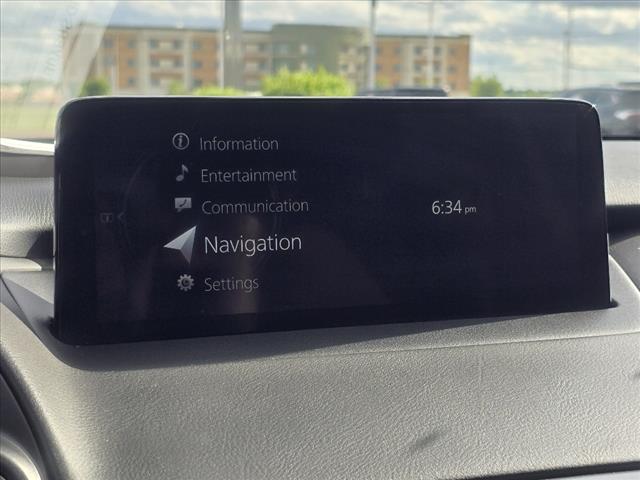 Information
Entertainment
Communication
6:34 pm
Navigation
Settings